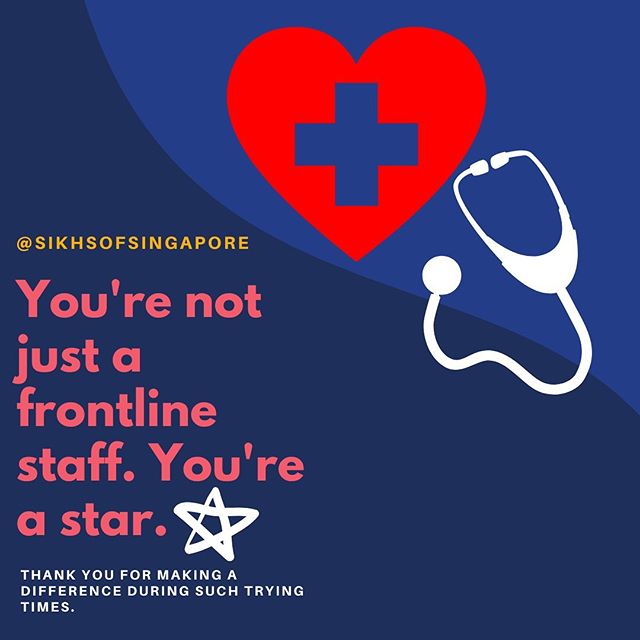 @SIKHSOFSINGAPORE
You're not
just a
frontline
staff. You're
a star.
THANK YOU FOR MAKING A
DIFFERENCE DURING SUCH TRYING
TIMES.